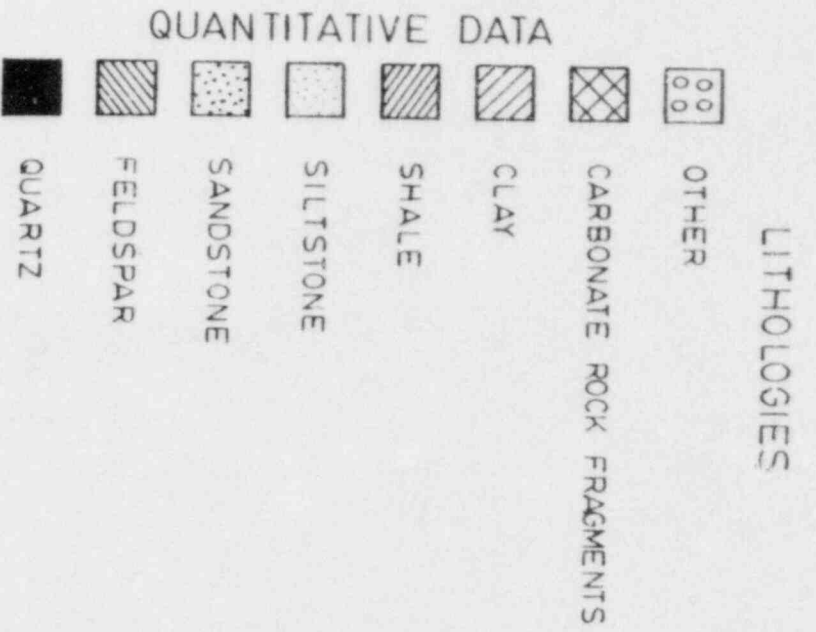 QUANTITATIVE DATA
LITHOLOGIES
OTHER
CARBONATE ROCK FRAGMENTS
CLAY
SHALE
SILTSTONE
SANDSTONE
FELDSPAR
QUARTZ